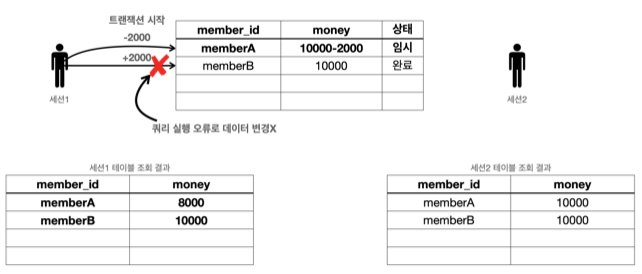 트랜잭션 시작
-2000
+2000
세션1
member_id money 상태
memberA 10000-2000 임시
memberB 10000 완료
세션2
쿼리 실행 오류로 데이터 변경X
세션1 테이블 조회 결과
member_id money
memberA 8000
memberB 10000
세션2 테이블 조회 결과
member_id money
memberA 10000
memberB 10000